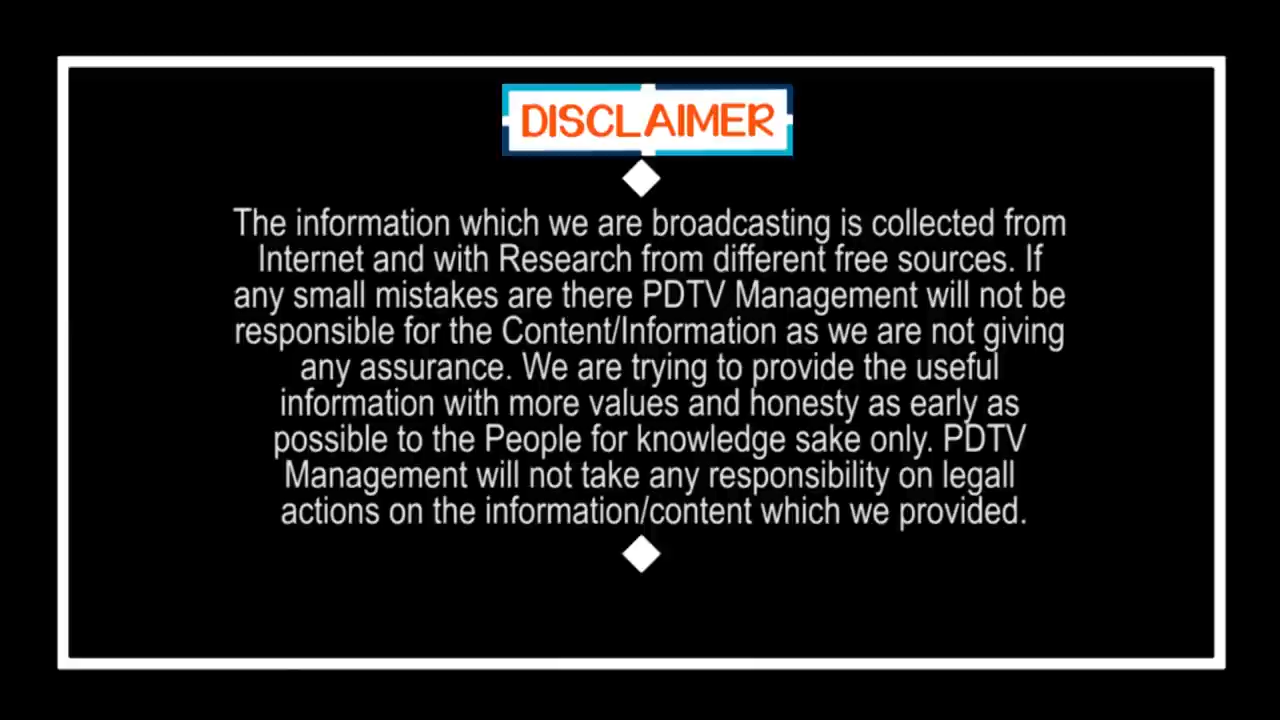 DISCLAIMER
The information which we are broadcasting is collected from
Internet and with Research from different free sources. If
any small mistakes are there PDTV Management will not be
responsible for the Content/Information as we are not giving
any assurance. We are trying to provide the useful
information with more values and honesty as early as
possible to the People for knowledge sake only. PDTV
Management will not take any responsibility on legall
actions on the information/content which we provided.